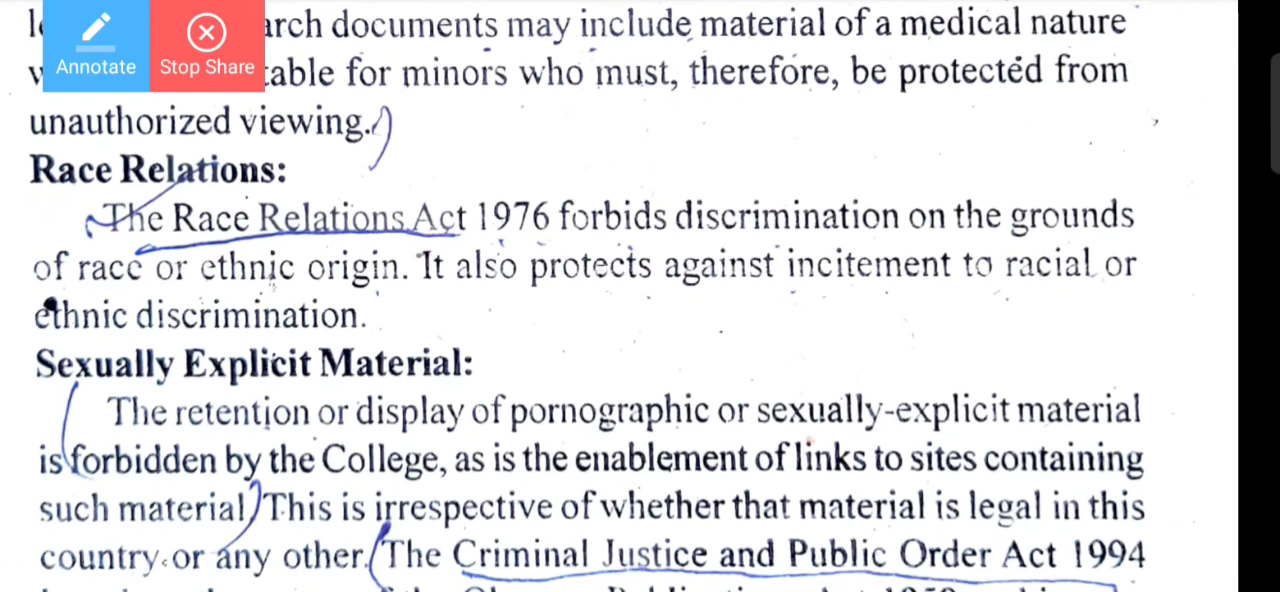 Annotate
Stop Share
arch documents may include material of a medical nature
table for minors who must, therefore, be protected from
unauthorized viewing.
Race Relations:
The Race Relations Act 1976 forbids discrimination on the grounds
of race or ethnic origin. It also protects against incitement to racial or
ethnic discrimination.
Sexually Explicit Material:
The retention or display of pornographic or sexually-explicit material
is forbidden by the College, as is the enablement of links to sites containing
such material. This is irrespective of whether that material is legal in this
country or any other. The Criminal Justice and Public Order Act 1994